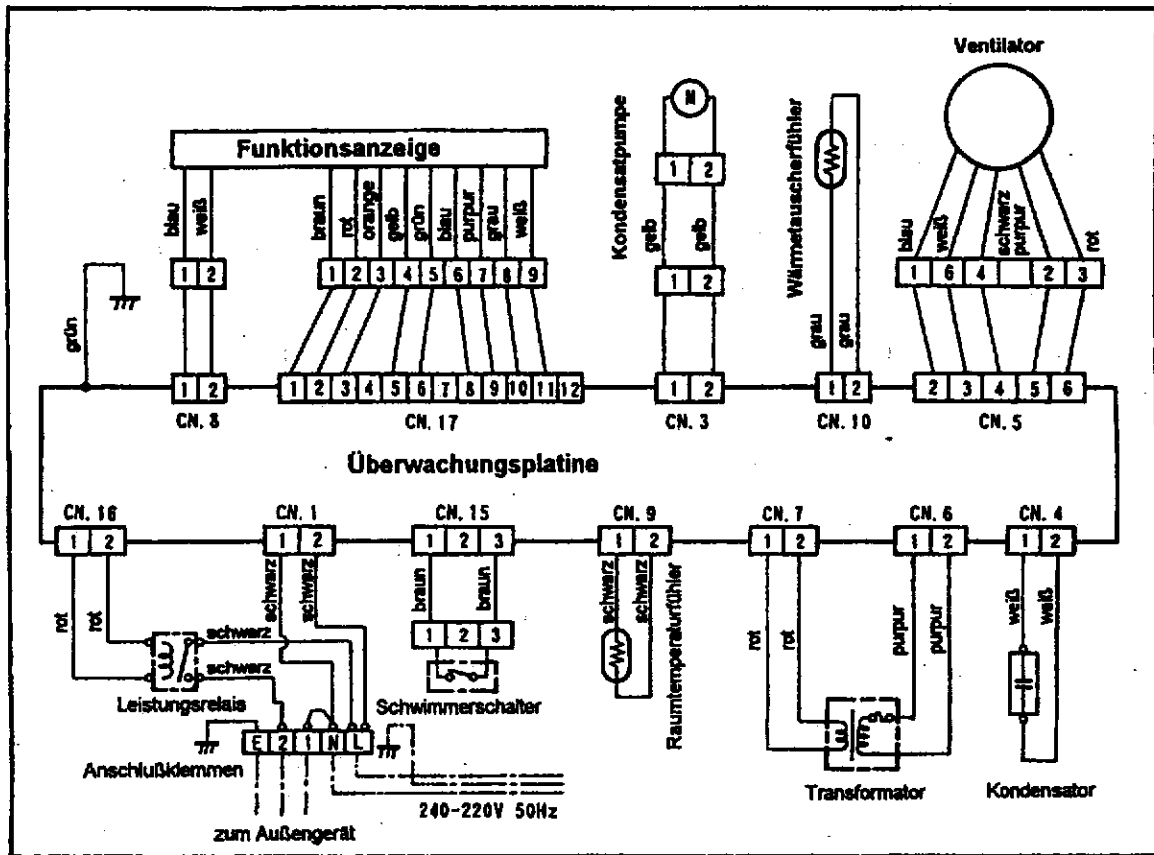 Ventilator
Funktionsanzeige
Kondensatpumpe
M
1 2
Wärmetauscherfühler
blau
weiß
braun
rot
orange
gelb
grün
blau
purpur
grau
weiß
gelb
gelb
blau
weiß
schwarz
purpur
rot
1 2
1 2 3 4 5 6 7 8 9
1 2
1 6 4 2 3
grün
grau
grau
1 2
1 2 3 4 5 6 7 8 9 10 11 12
1 2
1 2
2 3 4 5 6
CN. 8
CN. 17
CN. 3
CN. 10
CN. 5
Überwachungsplatine
CN. 16
CN. 1
CN. 15
CN. 9
CN. 7
CN. 6
CN. 4
1 2
1 2
1 2 3
1 2
1 2
1 2
1 2
rot
rot
schwarz
schwarz
braun
braun
schwarz
schwarz
rot
rot
purpur
purpur
weiß
weiß
schwarz
schwarz
1 2 3
Leistungsrelais
Schwimmerschalter
Raumtemperaturfühler
E 2 1 N L
Anschlußklemmen
Transformator
Kondensator
240-220V 50Hz
zum Außengerät